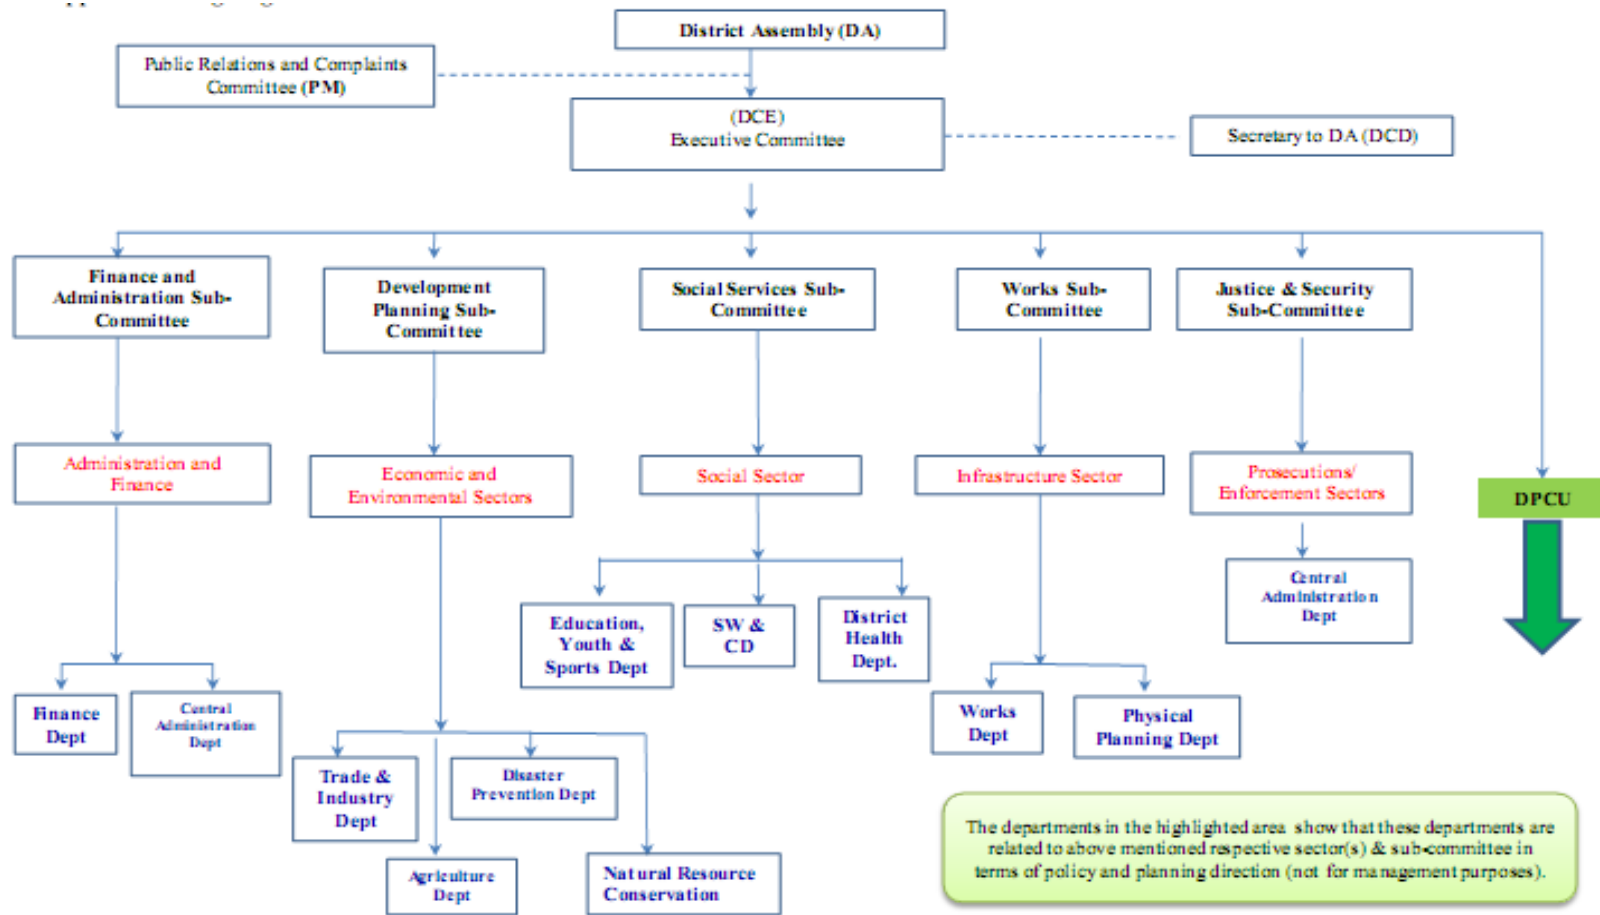 District Assembly (DA)
Public Relations and Complaints
Committee (PM)
(DCE)
Executive Committee
Secretary to DA (DCD)
Finance and
Administration Sub-
Committee
Development
Planning Sub-
Committee
Social Services Sub-
Committee
Works Sub-
Committee
Justice & Security
Sub-Committee
Administration and
Finance
Economic and
Environmental Sectors
Social Sector
Infrastructure Sector
Prosecutions/
Enforcement Sectors
DPCU
Education,
Youth &
Sports Dept
SW &
CD
District
Health
Dept.
Central
Administration
Dept
Finance
Dept
Central
Administration
Dept
Works
Dept
Physical
Planning Dept
Trade &
Industry
Dept
Disaster
Prevention Dept
Agriculture
Dept
Natural Resource
Conservation
The departments in the highlighted area show that these departments are
related to above mentioned respective sector(s) & sub-committee in
terms of policy and planning direction (not for management purposes).